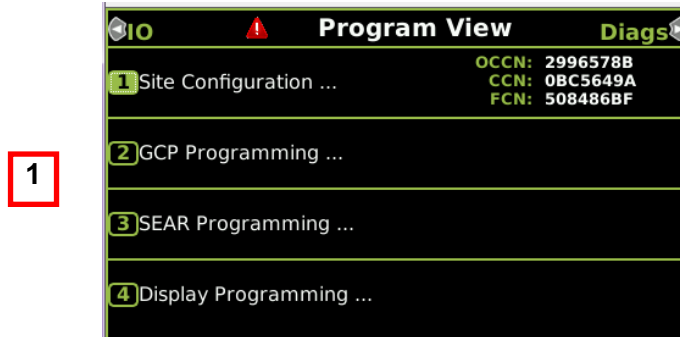 IO Program View Diags
1 Site Configuration ...
OCCN: 2996578B
CCN: 0BC5649A
FCN: 508486BF
2 GCP Programming ...
1
3 SEAR Programming ...
4 Display Programming ...